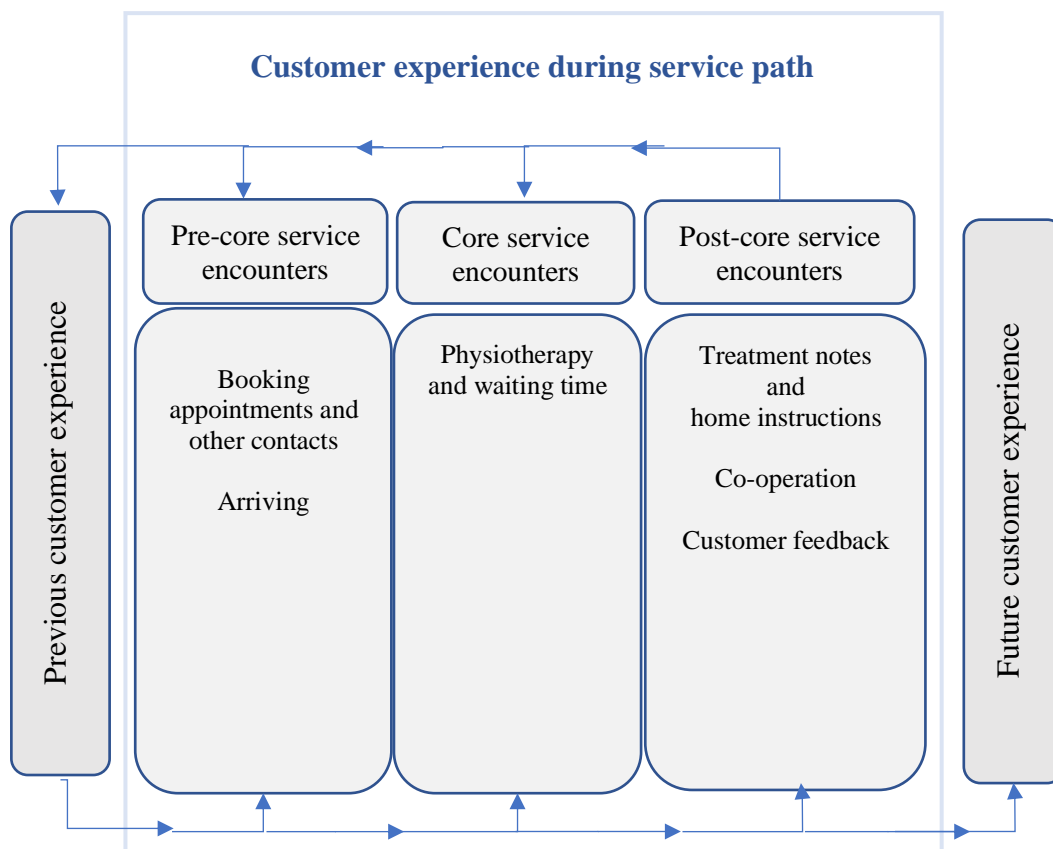 Customer experience during service path
Previous customer experience
Pre-core service
encounters
Booking
appointments and
other contacts
Arriving
Core service
encounters
Physiotherapy
and waiting time
Post-core service
encounters
Treatment notes
and
home instructions
Co-operation
Customer feedback
Future customer experience